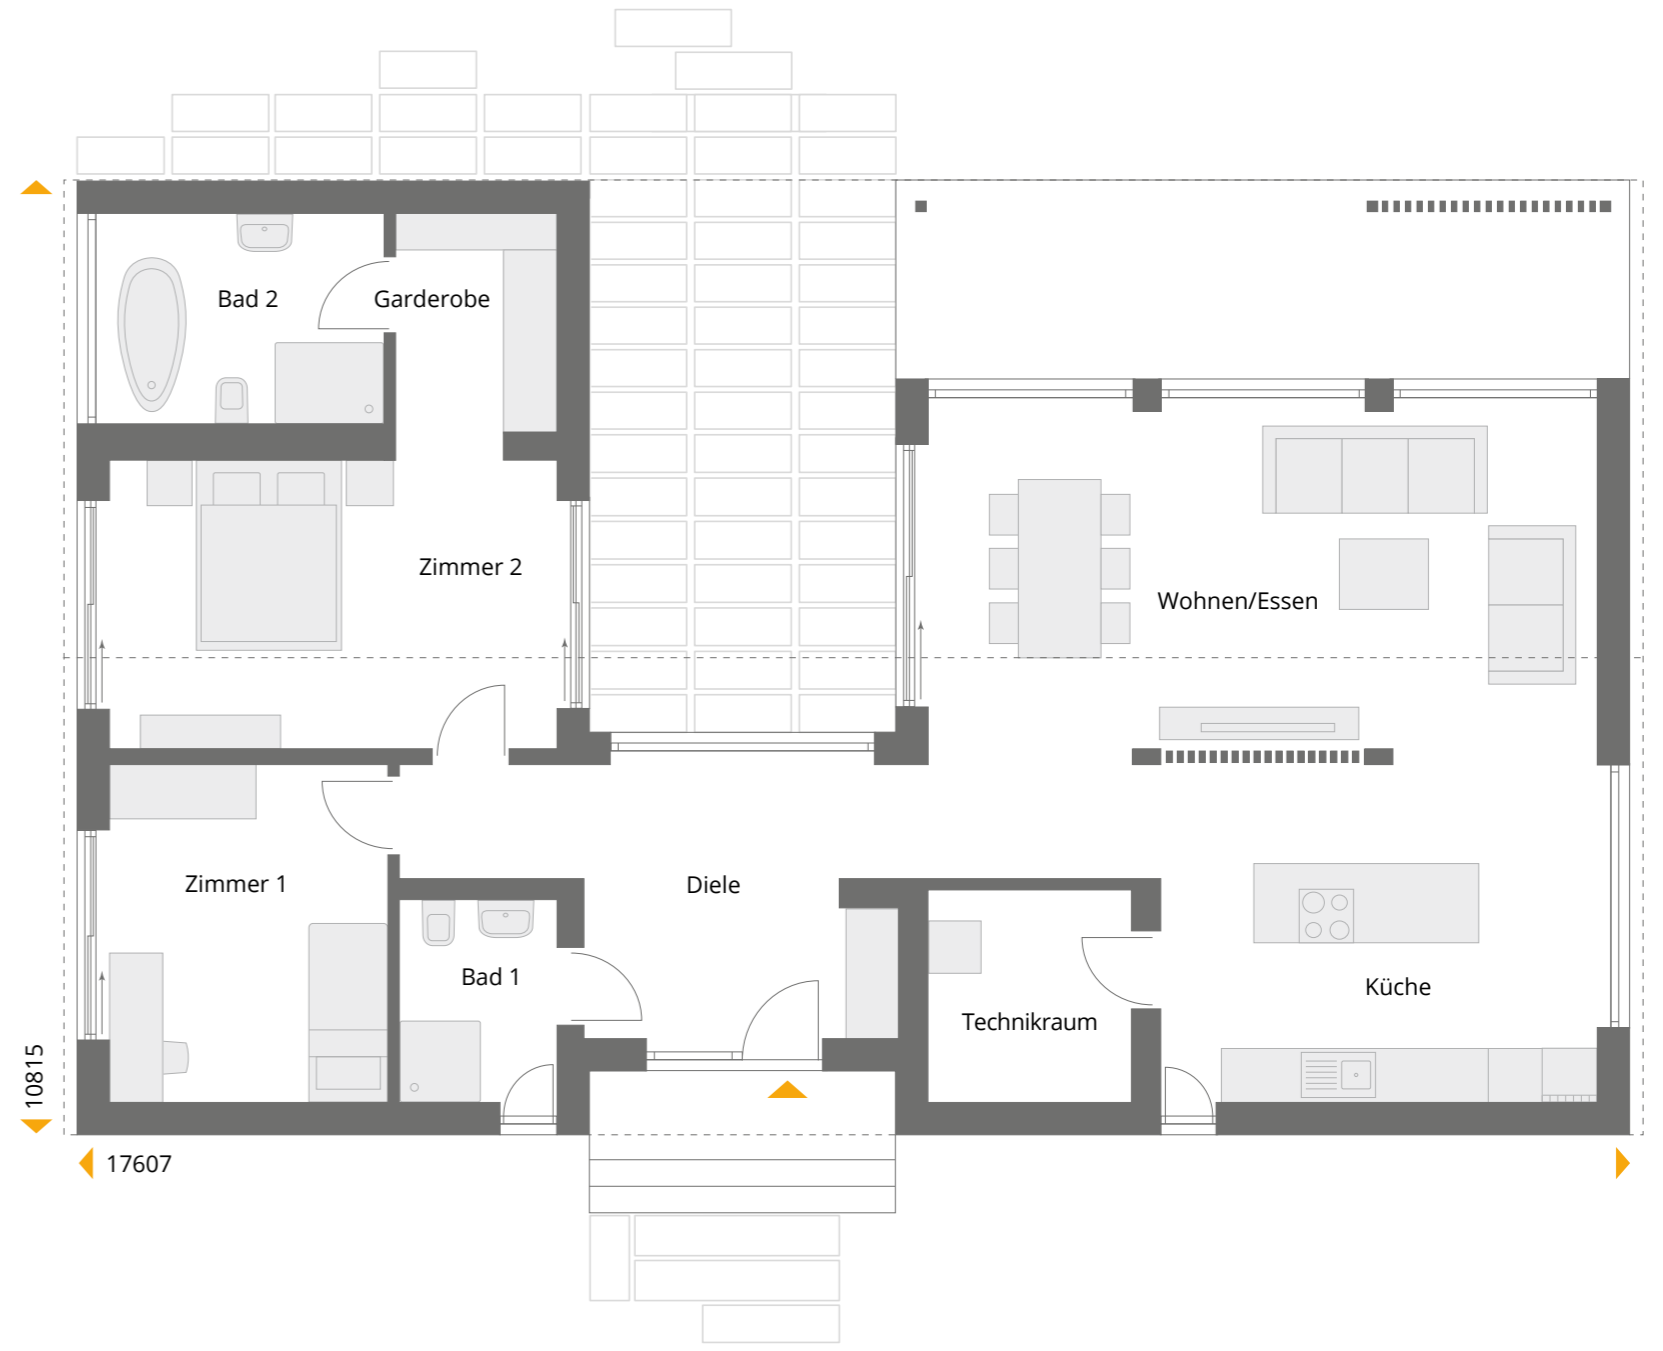 Bad 2
Garderobe
Zimmer 2
Wohnen/Essen
Zimmer 1
Diele
Bad 1
Küche
Technikraum
10815
17607